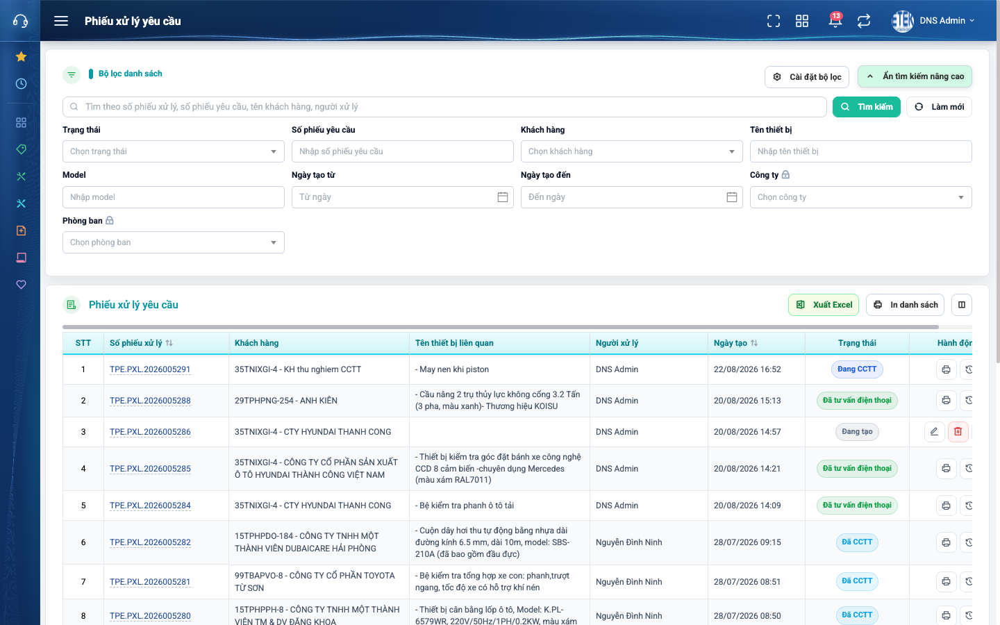 Phiếu xử lý yêu cầu
13
DNS Admin
Bộ lọc danh sách
Cài đặt bộ lọc
Ẩn tìm kiếm nâng cao
Tìm theo số phiếu xử lý, số phiếu yêu cầu, tên khách hàng, người xử lý
Tìm kiếm
Làm mới
Trạng thái
Số phiếu yêu cầu
Khách hàng
Tên thiết bị
Chọn trạng thái
Nhập số phiếu yêu cầu
Chọn khách hàng
Nhập tên thiết bị
Model
Ngày tạo từ
Ngày tạo đến
Công ty
Nhập model
Từ ngày
Đến ngày
Chọn công ty
Phòng ban
Chọn phòng ban
Phiếu xử lý yêu cầu
Xuất Excel
In danh sách
STT
Số phiếu xử lý
Khách hàng
Tên thiết bị liên quan
Người xử lý
Ngày tạo
Trạng thái
Hành độn
1
TPE.PXL.2026005291
35TNIXGI-4 - KH thu nghiem CCTT
- May nen khi piston
DNS Admin
22/08/2026 16:52
Đang CCTT
2
TPE.PXL.2026005288
29TPHPNG-254 - ANH KIÊN
- Cầu nâng 2 trụ thủy lực không cổng 3.2 Tấn
(3 pha, màu xanh)- Thương hiệu KOISU
DNS Admin
20/08/2026 15:13
Đã tư vấn điện thoại
3
TPE.PXL.2026005286
35TNIXGI-4 - CTY HYUNDAI THANH CONG
DNS Admin
20/08/2026 14:57
Đang tạo
4
TPE.PXL.2026005285
35TNIXGI-4 - CÔNG TY CỔ PHẦN SẢN XUẤT
Ô TÔ HYUNDAI THÀNH CÔNG VIỆT NAM
- Thiết bị kiểm tra góc đặt bánh xe công nghệ
CCD 8 cảm biến -chuyên dụng Mercedes
(màu xám RAL7011)
DNS Admin
20/08/2026 14:21
Đã tư vấn điện thoại
5
TPE.PXL.2026005284
35TNIXGI-4 - CTY HYUNDAI THANH CONG
- Bệ kiểm tra phanh ô tô tải
DNS Admin
20/08/2026 14:09
Đã tư vấn điện thoại
6
TPE.PXL.2026005282
15TPHPDO-184 - CÔNG TY TNHH MỘT
THÀNH VIÊN DUBAICARE HẢI PHÒNG
- Cuộn dây hơi thu tự động bằng nhựa dài
đường kính 6.5 mm, dài 10m, model: SBS-
210A (đã bao gồm đầu đực)
Nguyễn Đình Ninh
28/07/2026 09:15
Đã CCTT
7
TPE.PXL.2026005281
99TBAPVO-8 - CÔNG TY CỔ PHẦN TOYOTA
TỪ SƠN
- Bệ kiểm tra tổng hợp xe con: phanh,trượt
ngang, tốc độ xe có hỗ trợ khí nén
Nguyễn Đình Ninh
28/07/2026 08:51
Đã CCTT
8
TPE.PXL.2026005280
15TPHPPH-8 - CÔNG TY TNHH MỘT THÀNH
VIÊN TM & DV ĐĂNG KHOA
- Thiết bị cân bằng lốp ô tô, Model: K.PL-
6579WR, 220V/50Hz/1PH/0.2KW, màu xám
Nguyễn Đình Ninh
28/07/2026 08:50
Đã CCTT